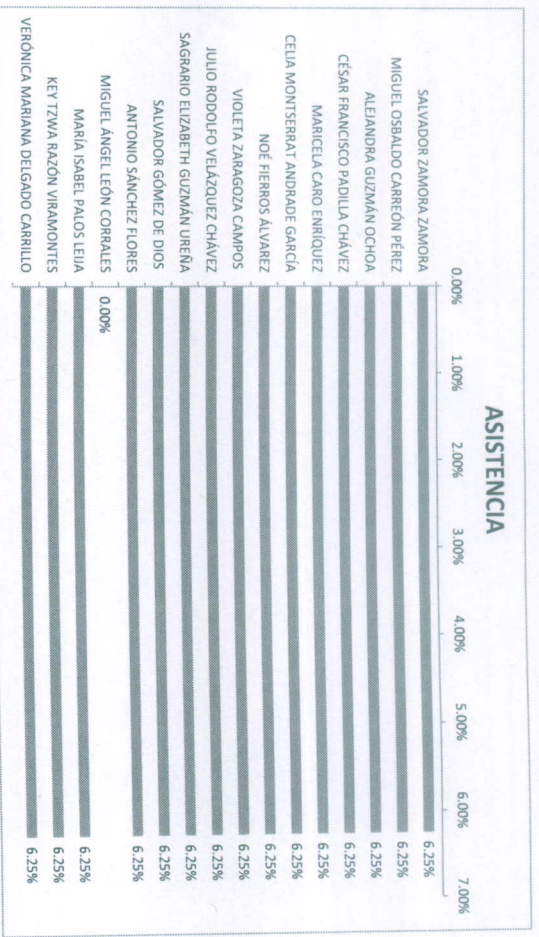 ASISTENCIA
0.00% 1.00% 2.00% 3.00% 4.00% 5.00% 6.00% 7.00%
SALVADOR ZAMORA ZAMORA 6.25%
MIGUEL OSBALDO CARREÓN PÉREZ 6.25%
ALEJANDRA GUZMÁN OCHOA 6.25%
CÉSAR FRANCISCO PADILLA CHÁVEZ 6.25%
MARICELA CARO ENRÍQUEZ 6.25%
CELIA MONTSERRAT ANDRADE GARCÍA 6.25%
NOÉ FIERROS ÁLVAREZ 6.25%
VIOLETA ZARAGOZA CAMPOS 6.25%
JULIO RODOLFO VELÁZQUEZ CHÁVEZ 6.25%
SAGRARIO ELIZABETH GUZMÁN UREÑA 6.25%
SALVADOR GÓMEZ DE DIOS 6.25%
ANTONIO SÁNCHEZ FLORES 6.25%
MIGUEL ÁNGEL LEÓN CORRALES 0.00%
MARÍA ISABEL PALOS LEIJA 6.25%
KEY TZWA RAZÓN VIRAMONTES 6.25%
VERÓNICA MARIANA DELGADO CARRILLO 6.25%